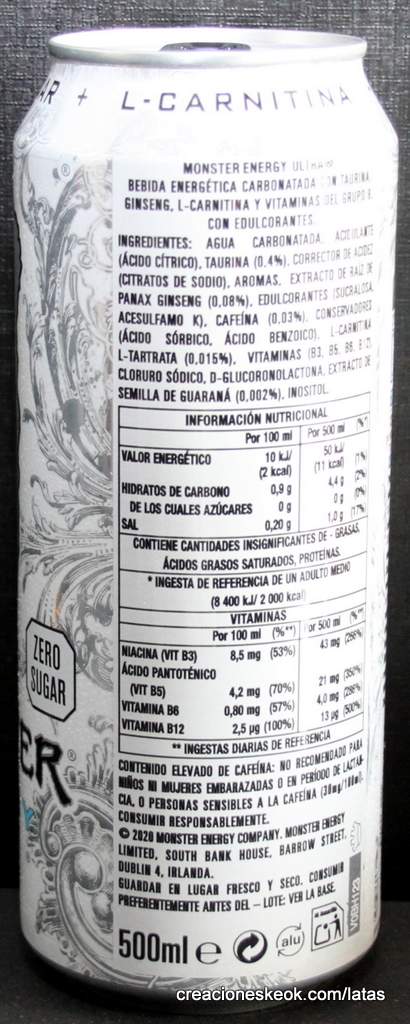 AR + L-CARNITINA +
MONSTER ENERGY ULTRA
BEBIDA ENERGÉTICA CARBONATADA CON TAURINA,
GINSENG, L-CARNITINA Y VITAMINAS DEL GRUPO B,
CON EDULCORANTES.
INGREDIENTES: AGUA CARBONATADA, ACIDULANTE
(ÁCIDO CÍTRICO), TAURINA (0.4%), CORRECTOR DE ACIDEZ
(CITRATOS DE SODIO), AROMAS, EXTRACTO DE RAÍZ DE
PANAX GINSENG (0,08%), EDULCORANTES (SUCRALOSA,
ACESULFAMO K), CAFEÍNA (0,03%), CONSERVADORES
(ÁCIDO SÓRBICO, ÁCIDO BENZOICO), L-CARNITINA
L-TARTRATA (0,015%), VITAMINAS (B3, B5, B6, B12),
CLORURO SÓDICO, D-GLUCORONOLACTONA, EXTRACTO DE
SEMILLA DE GUARANÁ (0,002%), INOSITOL.
INFORMACIÓN NUTRICIONAL
Por 100 ml Por 500 ml (%*)
VALOR ENERGÉTICO 10 kJ/ 50 kJ/
(2 kcal) (11 kcal) (1%)
HIDRATOS DE CARBONO 0,9 g 4,4 g (2%)
DE LOS CUALES AZÚCARES 0 g 0 g (0%)
SAL 0,20 g 1,0 g (17%)
CONTIENE CANTIDADES INSIGNIFICANTES DE - GRASAS,
ÁCIDOS GRASOS SATURADOS, PROTEÍNAS.
* INGESTA DE REFERENCIA DE UN ADULTO MEDIO
(8 400 kJ/ 2 000 kcal)
VITAMINAS
Por 100 ml (%**) or 500 ml (%**)
NIACINA (VIT B3) 8,5 mg (53%) 43 mg
ÁCIDO PANTOTÉNICO
(VIT B5) 4,2 mg (70%) 21 mg (350%)
VITAMINA B6 0,80 mg (57%) 4,0 mg
VITAMINA B12 2,5 µg (100%) 13 µg (500%)
** INGESTAS DIARIAS DE REFERENCIA
CONTENIDO ELEVADO DE CAFEÍNA: NO RECOMENDADO PARA
NIÑOS NI MUJERES EMBARAZADAS O EN PERÍODO DE LACTAN-
CIA, O PERSONAS SENSIBLES A LA CAFEÍNA (30mg/100ml).
CONSUMIR RESPONSABLEMENTE.
© 2020 MONSTER ENERGY COMPANY. MONSTER ENERGY
LIMITED, SOUTH BANK HOUSE, BARROW STREET,
DUBLIN 4, IRLANDA.
GUARDAR EN LUGAR FRESCO Y SECO. CONSUMIR
PREFERENTEMENTE ANTES DEL - LOTE: VER LA BASE.
500ml e alu
V0BH123
ZERO
SUGAR
ER®
creacioneskeok.com/latas